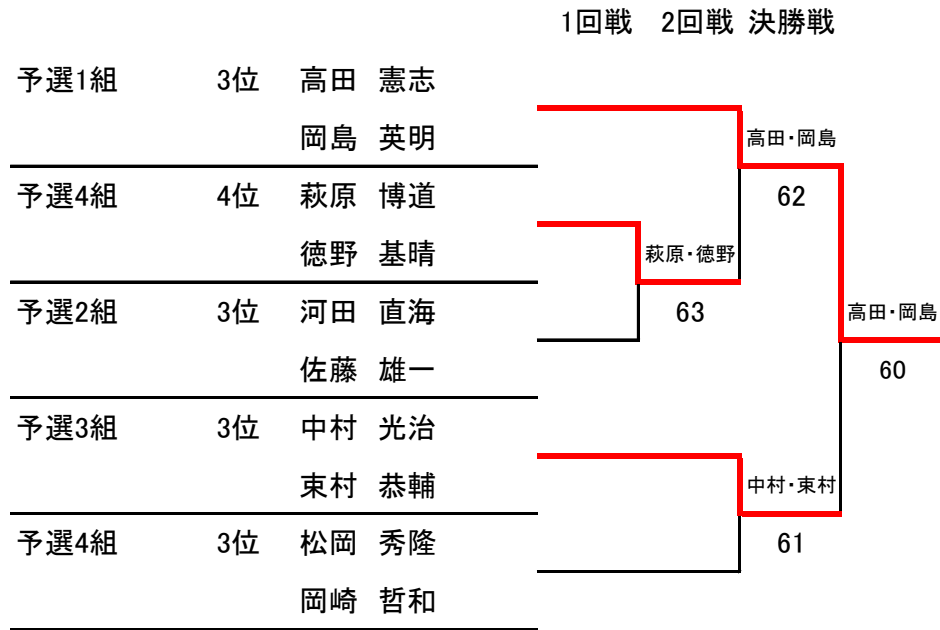 1回戦 2回戦 決勝戦
予選1組 3位 高田 憲志
岡島 英明
高田・岡島
予選4組 4位 萩原 博道
62
徳野 基晴
萩原・徳野
予選2組 3位 河田 直海
63
高田・岡島
佐藤 雄一
60
予選3組 3位 中村 光治
東村 恭輔
中村・東村
予選4組 3位 松岡 秀隆
61
岡崎 哲和